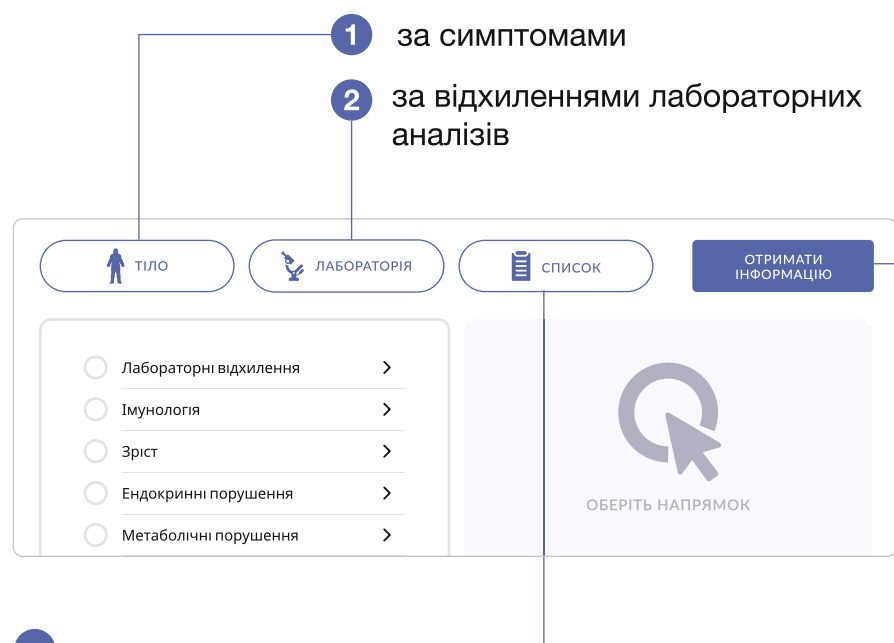 1 за симптомами
2 за відхиленнями лабораторних
аналізів
ТІЛО
ЛАБОРАТОРІЯ
СПИСОК
ОТРИМАТИ
ІНФОРМАЦІЮ
Лабораторні відхилення
Імунологія
Зріст
Ендокринні порушення
Метаболічні порушення
ОБЕРІТЬ НАПРЯМОК